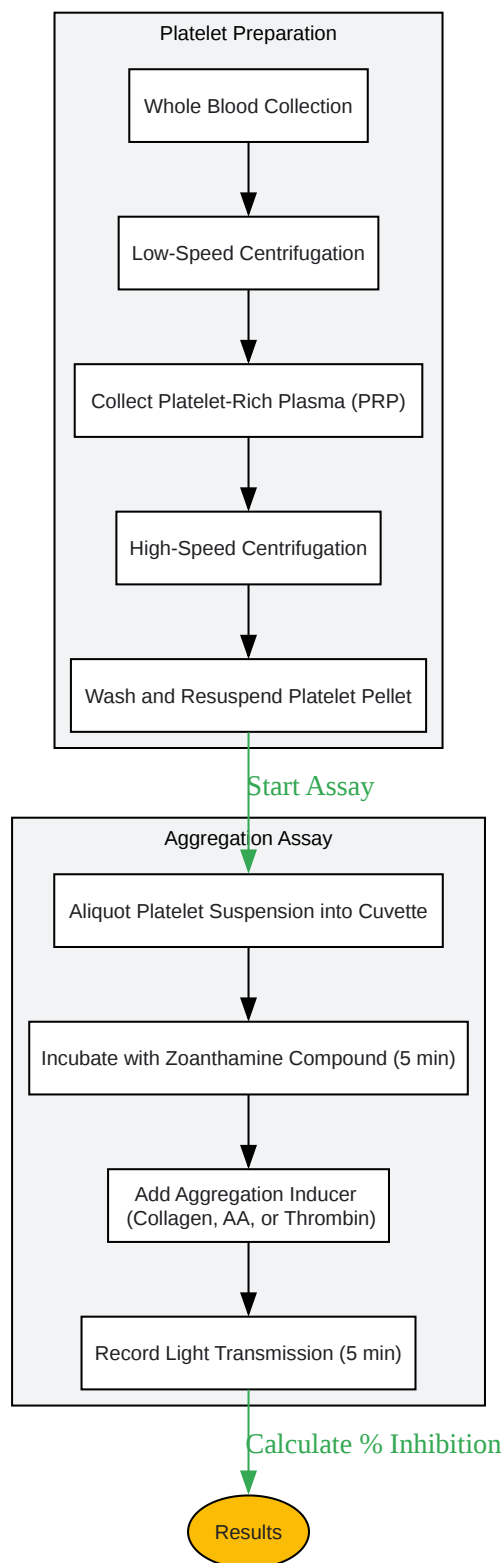 Platelet Preparation
Whole Blood Collection
Low-Speed Centrifugation
Collect Platelet-Rich Plasma (PRP)
High-Speed Centrifugation
Wash and Resuspend Platelet Pellet
Start Assay
Aggregation Assay
Aliquot Platelet Suspension into Cuvette
Incubate with Zoanthamine Compound (5 min)
Add Aggregation Inducer
(Collagen, AA, or Thrombin)
Record Light Transmission (5 min)
Calculate % Inhibition
Results